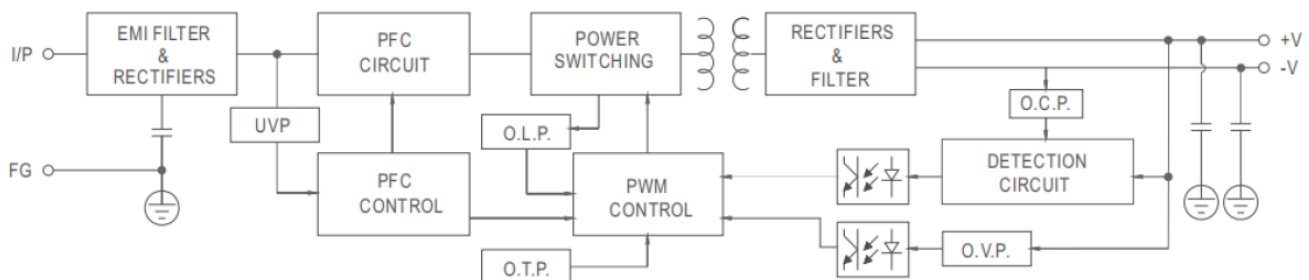 I/P
EMI FILTER
&
RECTIFIERS
PFC
CIRCUIT
POWER
SWITCHING
RECTIFIERS
&
FILTER
+V
-V
UVP
O.L.P.
O.C.P.
FG
PFC
CONTROL
PWM
CONTROL
DETECTION
CIRCUIT
O.T.P.
O.V.P.